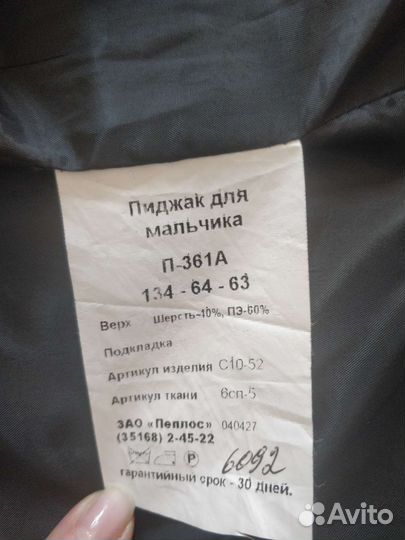 Пиджак для
мальчика
П-361А
134 - 64 - 63
Верх Шерсть-40%, ПЭ-60%
Подкладка
Артикул изделия С10-52
Артикул ткани 6сп-5
ЗАО «Пеплос» 040427
(35168) 2-45-22
P 6092
гарантийный срок - 30 дней.
Avito